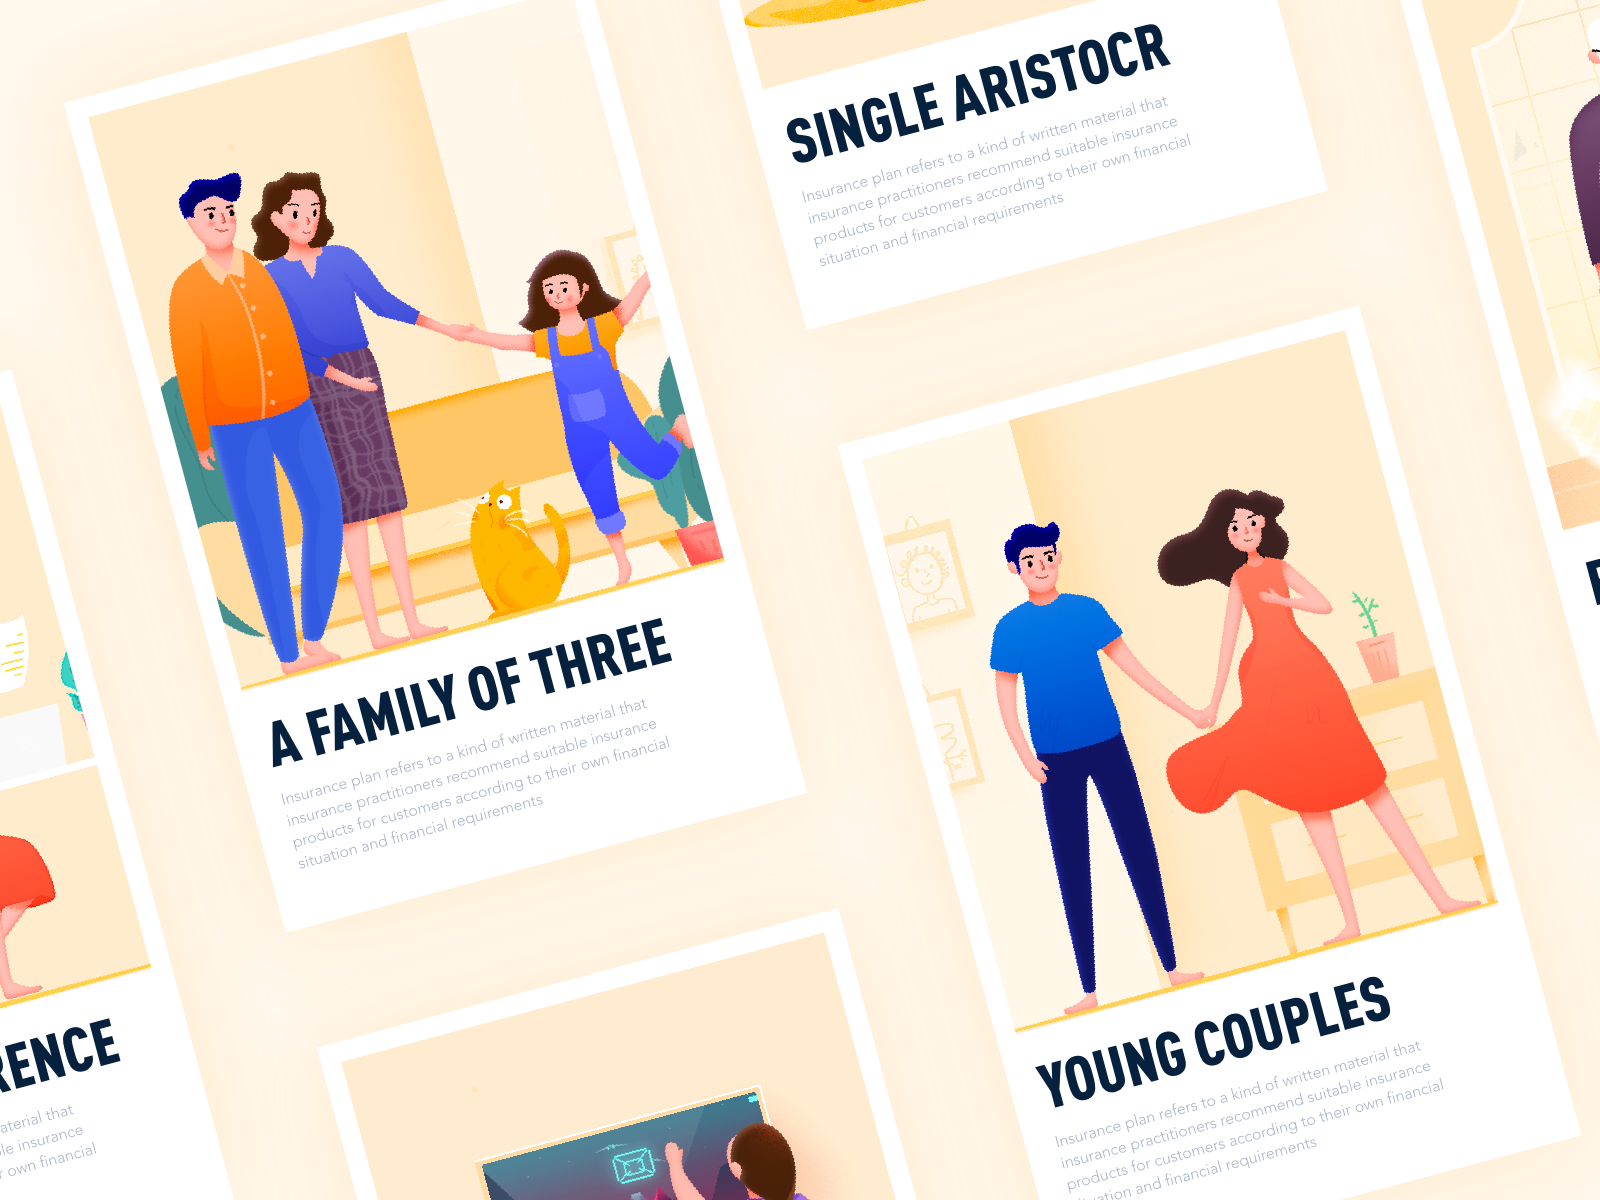 SINGLE ARISTOCR
Insurance plan refers to a kind of written material that
insurance practitioners recommend suitable insurance
products for customers according to their own financial
situation and financial requirements
A FAMILY OF THREE
Insurance plan refers to a kind of written material that
insurance practitioners recommend suitable insurance
products for customers according to their own financial
situation and financial requirements
RENCE
aterial that
le insurance
r own financial
YOUNG COUPLES
Insurance plan refers to a kind of written material that
insurance practitioners recommend suitable insurance
products for customers according to their own financial
situation and financial requirements